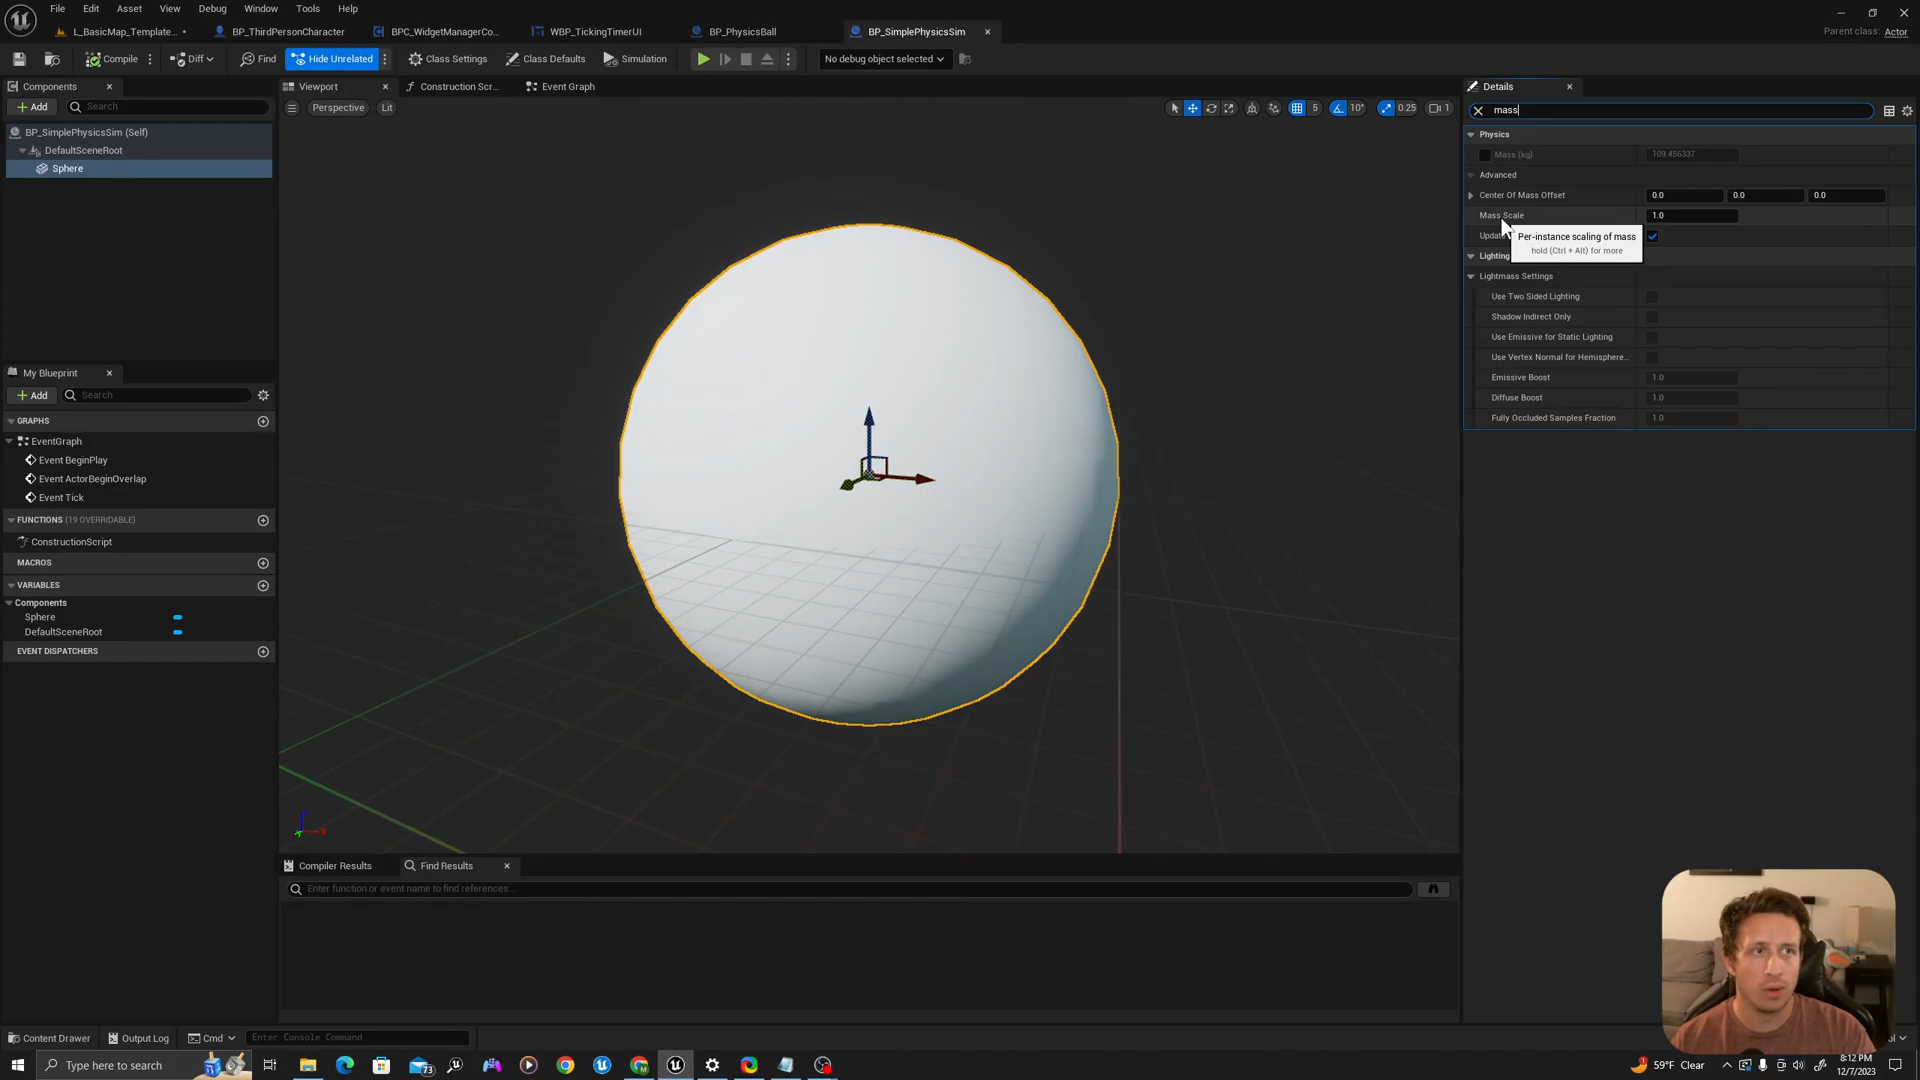 File Edit Asset View Debug Window Tools Help
L_BasicMap_Template... • BP_ThirdPersonCharacter BPC_WidgetManagerCo... WBP_TickingTimerUI BP_PhysicsBall BP_SimplePhysicsSim
Parent class: Actor
Compile Diff Find Hide Unrelated Class Settings Class Defaults Simulation No debug object selected
Components
Add Search
BP_SimplePhysicsSim (Self)
DefaultSceneRoot
Sphere
My Blueprint
Add Search
GRAPHS
EventGraph
Event BeginPlay
Event ActorBeginOverlap
Event Tick
FUNCTIONS (19 OVERRIDABLE)
ConstructionScript
MACROS
VARIABLES
Components
Sphere
DefaultSceneRoot
EVENT DISPATCHERS
Viewport Construction Scr... Event Graph
Perspective Lit 5 10° 0.25 1
X
Compiler Results Find Results
Enter function or event name to find references...
Details
mass
Physics
Mass (kg) 109.456337
Advanced
Center Of Mass Offset 0.0 0.0 0.0
Mass Scale 1.0
Update
Per-instance scaling of mass
hold (Ctrl + Alt) for more
Lighting
Lightmass Settings
Use Two Sided Lighting
Shadow Indirect Only
Use Emissive for Static Lighting
Use Vertex Normal for Hemisphere...
Emissive Boost 1.0
Diffuse Boost 1.0
Fully Occluded Samples Fraction 1.0
Content Drawer Output Log Cmd Enter Console Command
Type here to search 73 59°F Clear 8:12 PM
12/7/2023